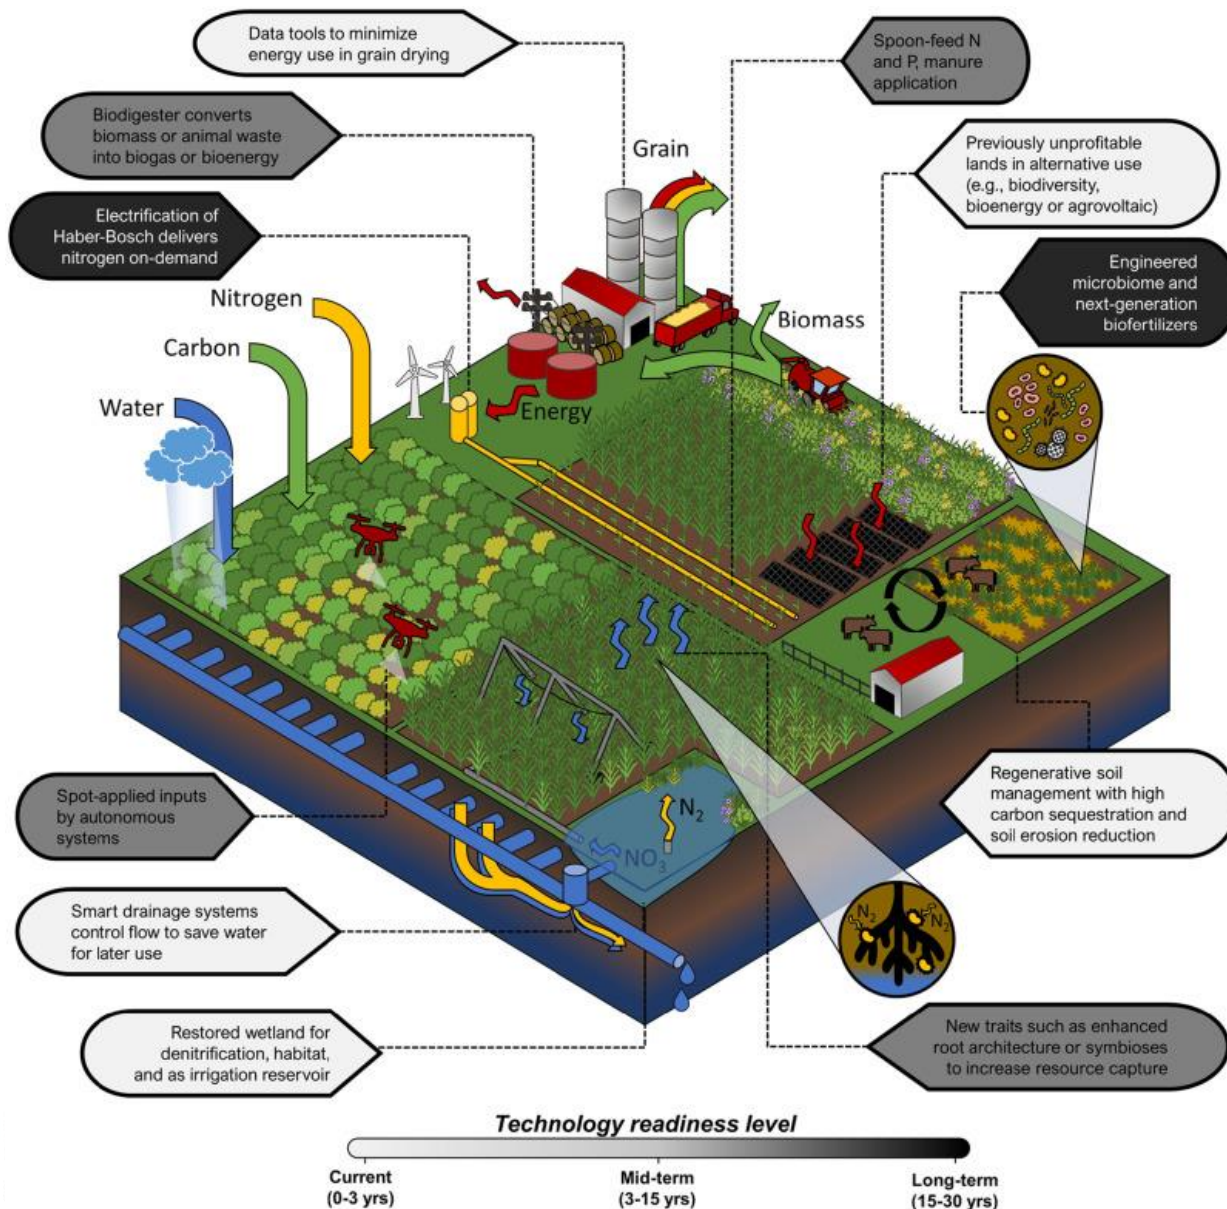 Data tools to minimize
energy use in grain drying
Spoon-feed N
and P, manure
application
Biodigester converts
biomass or animal waste
into biogas or bioenergy
Grain
Previously unprofitable
lands in alternative use
(e.g., biodiversity,
bioenergy or agrovoltaic)
Electrification of
Haber-Bosch delivers
nitrogen on-demand
Engineered
microbiome and
next-generation
biofertilizers
Nitrogen
Carbon
Water
Biomass
Energy
Regenerative soil
management with high
carbon sequestration and
soil erosion reduction
Spot-applied inputs
by autonomous
systems
N2
NO3
Smart drainage systems
control flow to save water
for later use
N2
N2
Restored wetland for
denitrification, habitat,
and as irrigation reservoir
New traits such as enhanced
root architecture or symbioses
to increase resource capture
Technology readiness level
Current
(0-3 yrs)
Mid-term
(3-15 yrs)
Long-term
(15-30 yrs)